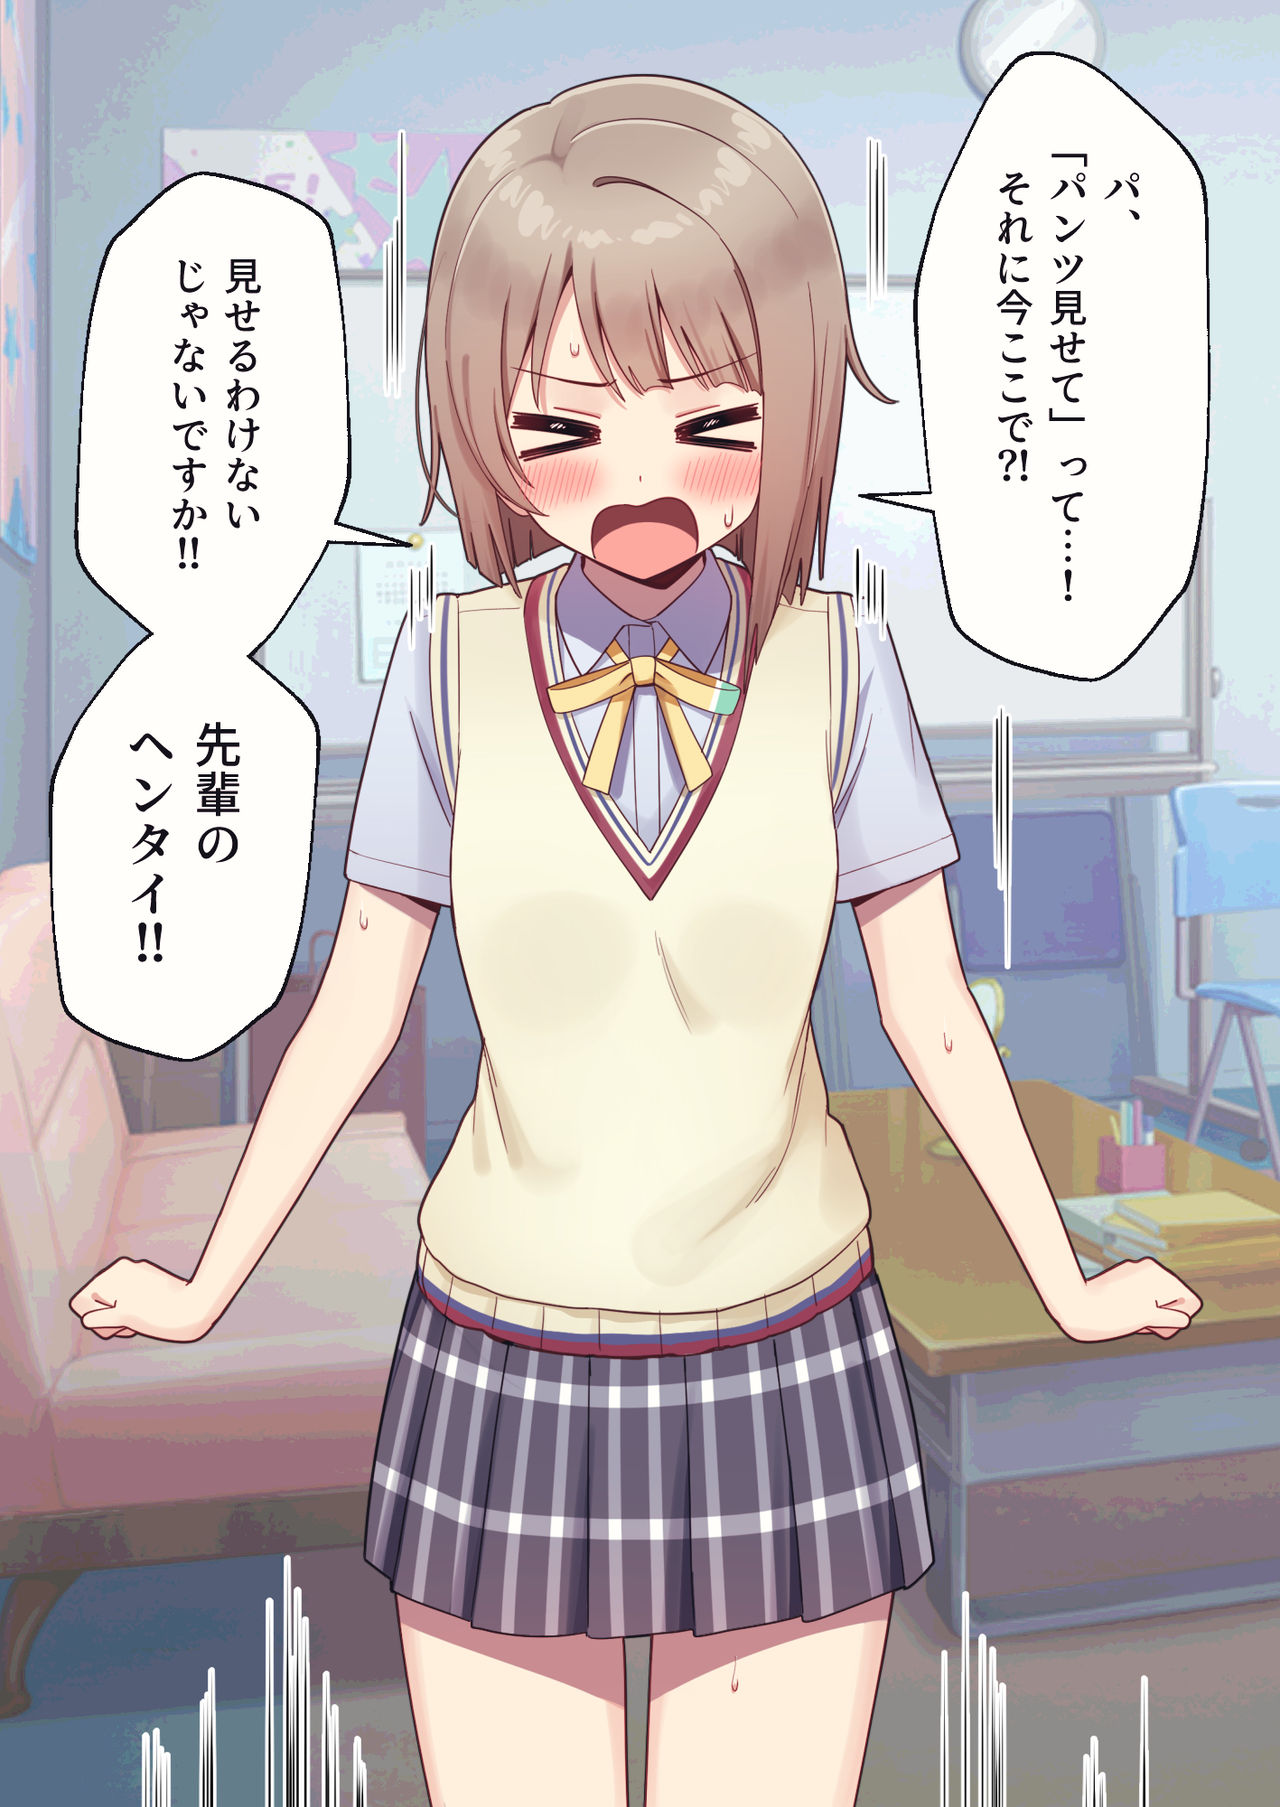 パ、
「パンツ見せて」って…！
それに今ここで?!
見せるわけない
じゃないですか!!
先輩の
ヘンタイ!!